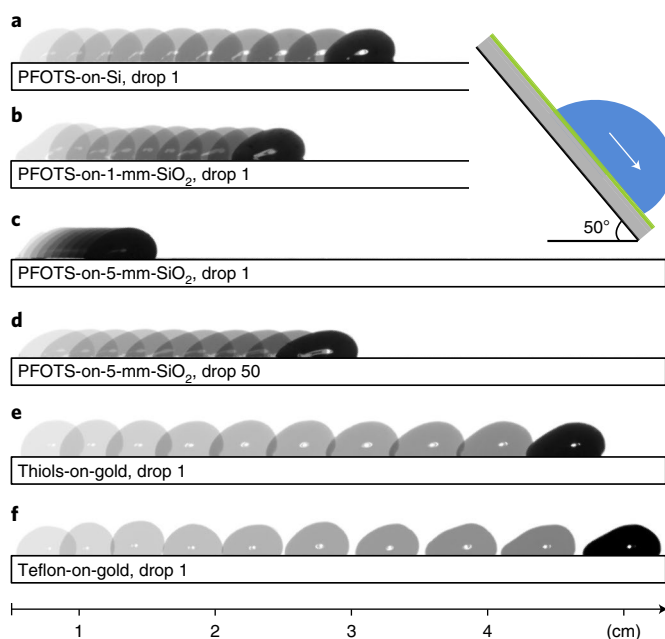 a
PFOTS-on-Si, drop 1
b
PFOTS-on-1-mm-SiO₂, drop 1
50°
c
PFOTS-on-5-mm-SiO₂, drop 1
d
PFOTS-on-5-mm-SiO₂, drop 50
e
Thiols-on-gold, drop 1
f
Teflon-on-gold, drop 1
1 2 3 4 (cm)